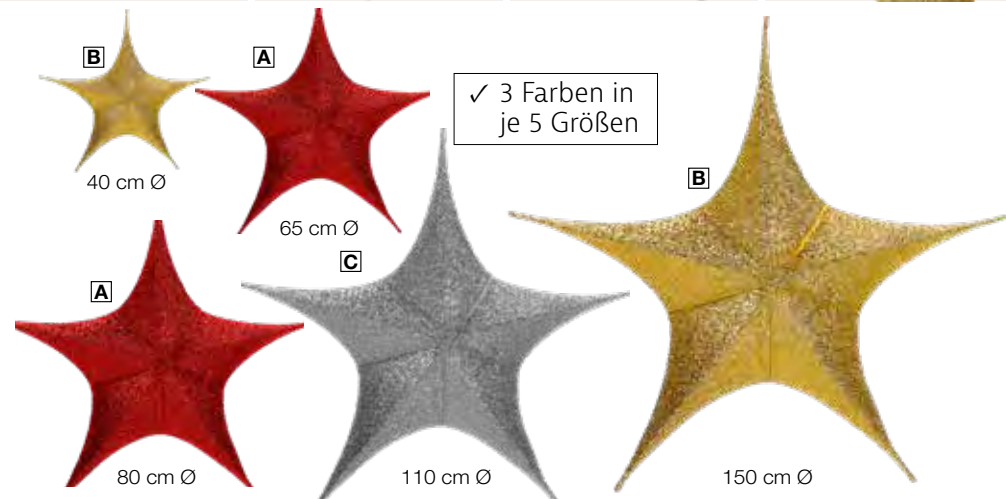 B
A
✓ 3 Farben in
je 5 Größen
40 cm Ø
B
65 cm Ø
C
A
80 cm Ø
110 cm Ø
150 cm Ø